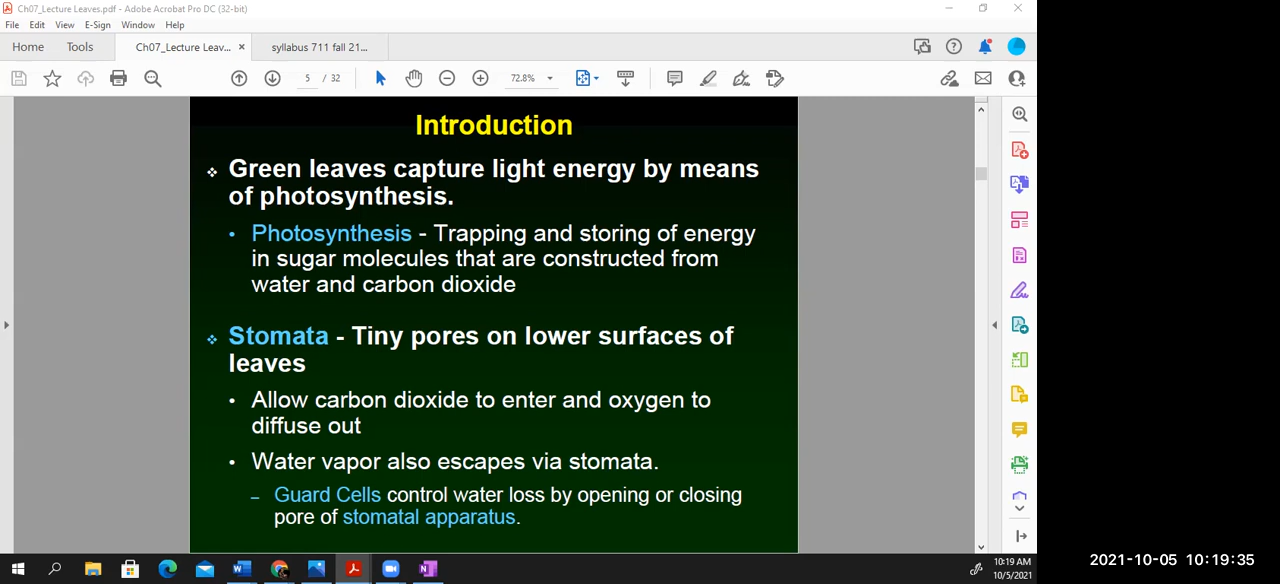 Ch07_Lecture Leaves.pdf - Adobe Acrobat Pro DC (32-bit)
File Edit View E-Sign Window Help
Home Tools Ch07_Lecture Leav... × syllabus 711 fall 21...
5 / 32 72.8%
Introduction
❖ Green leaves capture light energy by means
of photosynthesis.
• Photosynthesis - Trapping and storing of energy
in sugar molecules that are constructed from
water and carbon dioxide
❖ Stomata - Tiny pores on lower surfaces of
leaves
• Allow carbon dioxide to enter and oxygen to
diffuse out
• Water vapor also escapes via stomata.
– Guard Cells control water loss by opening or closing
pore of stomatal apparatus.
10:19 AM
10/5/2021
2021-10-05 10:19:35